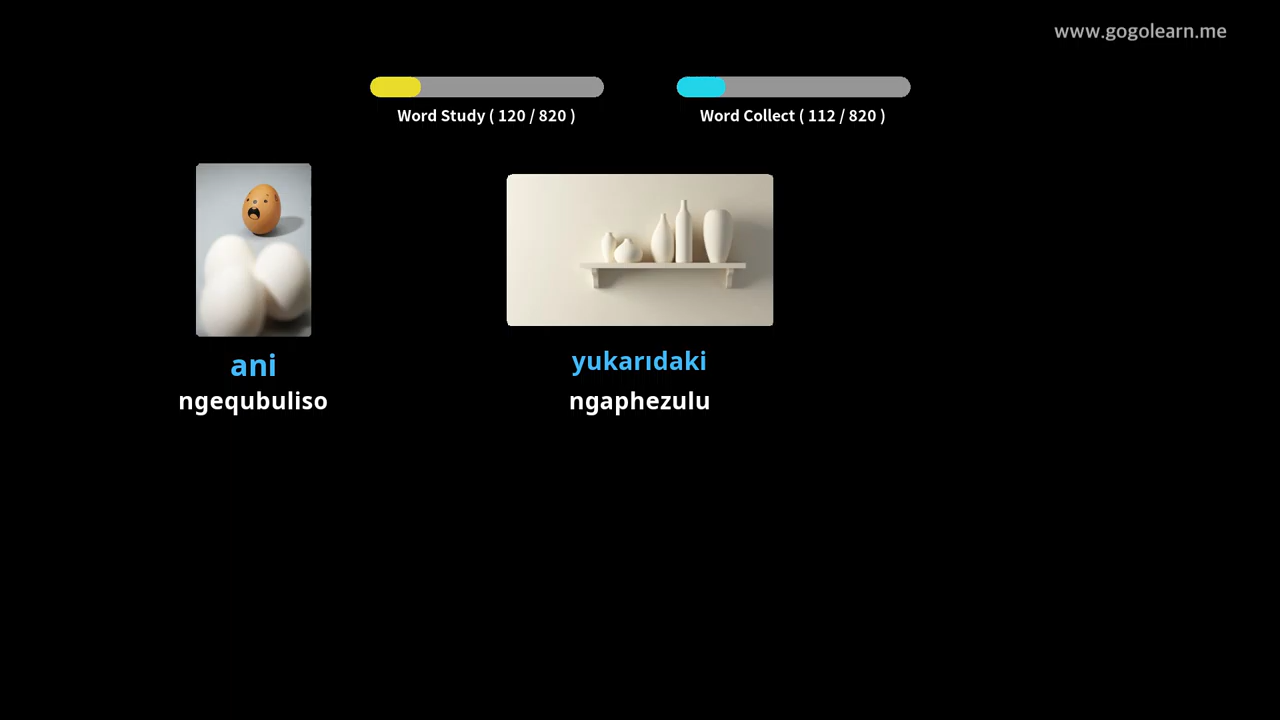 www.gogolearn.me
Word Study ( 120 / 820 )
Word Collect ( 112 / 820 )
ani
ngequbuliso
yukarıdaki
ngaphezulu